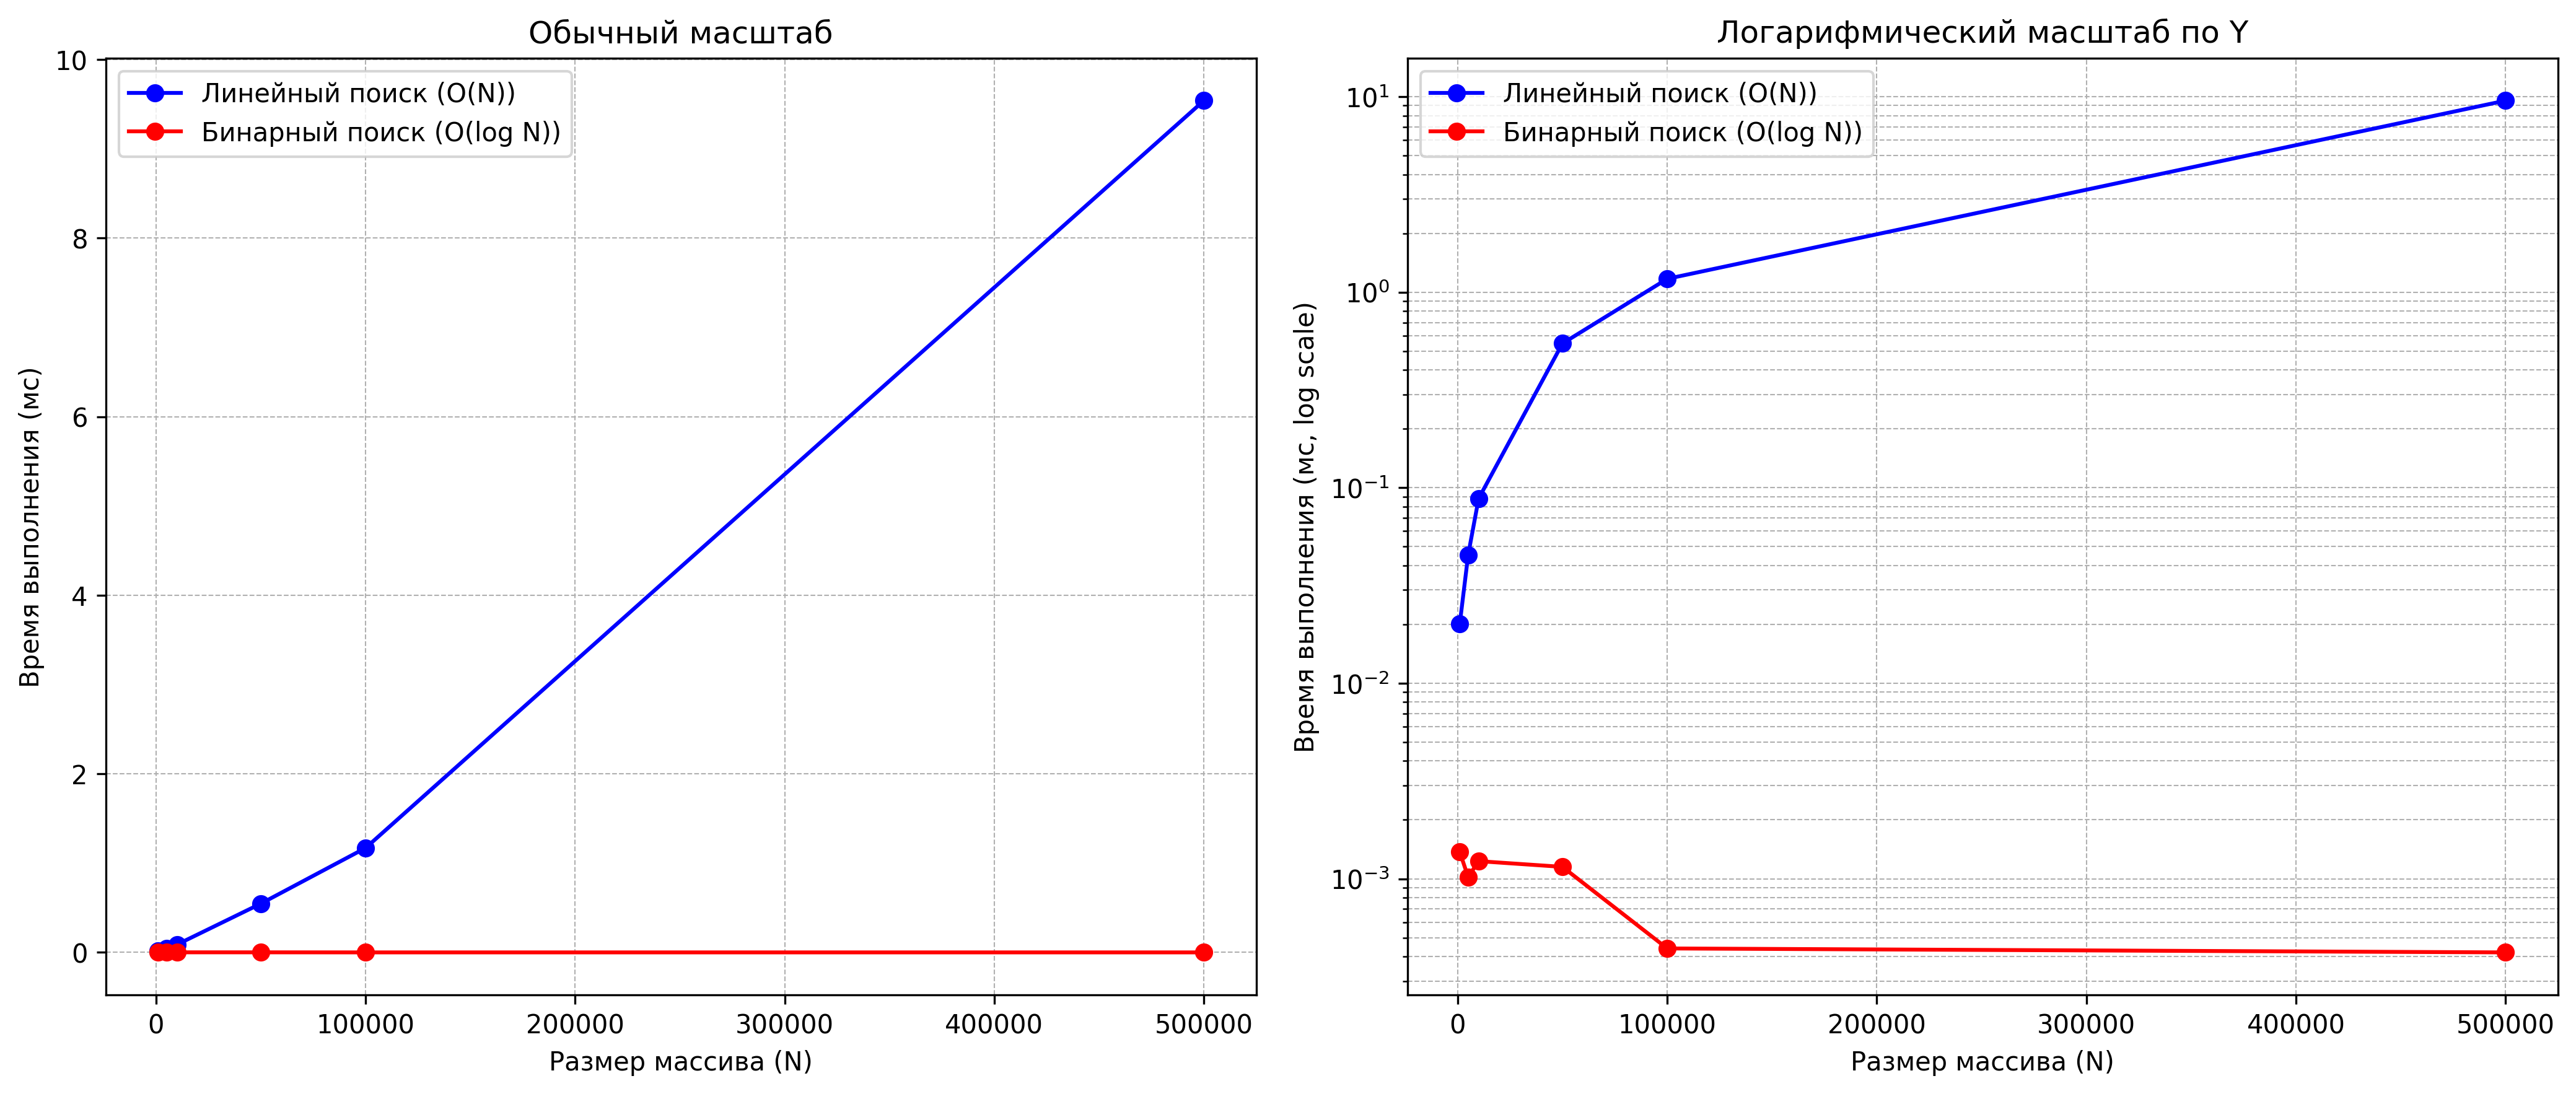 Обычный масштаб
Линейный поиск (O(N))
Бинарный поиск (O(log N))
Время выполнения (мс)
10
8
6
4
2
0
0 100000 200000 300000 400000 500000
Размер массива (N)
Логарифмический масштаб по Y
Линейный поиск (O(N))
Бинарный поиск (O(log N))
Время выполнения (мс, log scale)
10¹
10⁰
10⁻¹
10⁻²
10⁻³
0 100000 200000 300000 400000 500000
Размер массива (N)